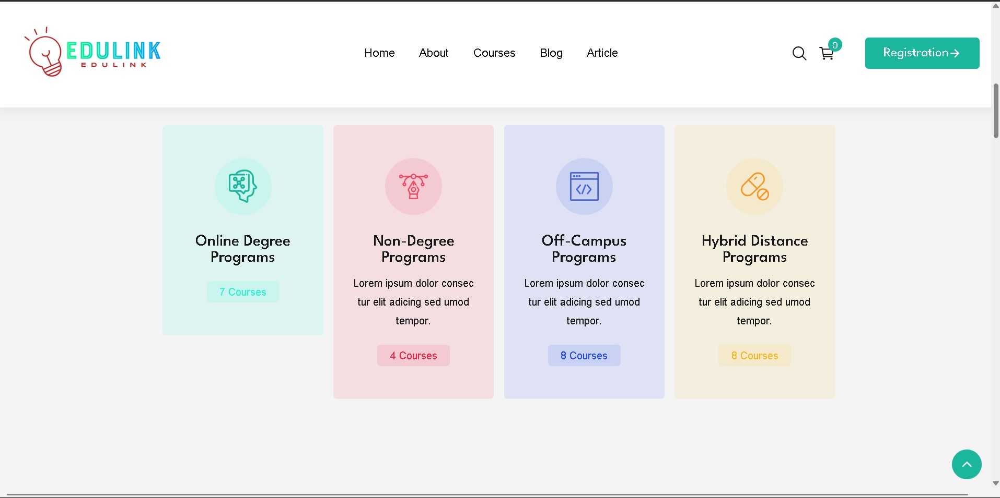 EDULINK
EDULINK
Home About Courses Blog Article
0
Registration
Online Degree
Programs
7 Courses
Non-Degree
Programs
Lorem ipsum dolor consec
tur elit adicing sed umod
tempor.
4 Courses
Off-Campus
Programs
Lorem ipsum dolor consec
tur elit adicing sed umod
tempor.
8 Courses
Hybrid Distance
Programs
Lorem ipsum dolor consec
tur elit adicing sed umod
tempor.
8 Courses